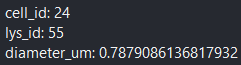 cell_id: 24
lys_id: 55
diameter_um: 0.7879086136817932